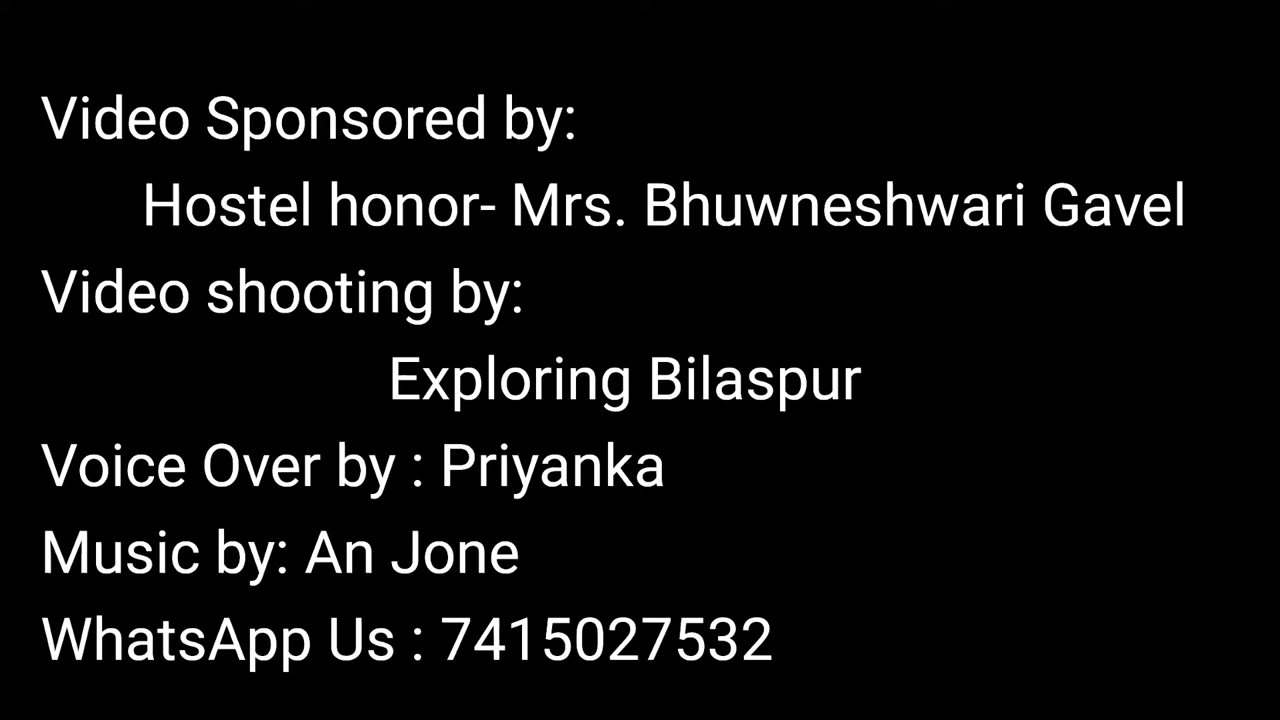 Video Sponsored by:
Hostel honor- Mrs. Bhuwneshwari Gavel
Video shooting by:
Exploring Bilaspur
Voice Over by : Priyanka
Music by: An Jone
WhatsApp Us : 7415027532